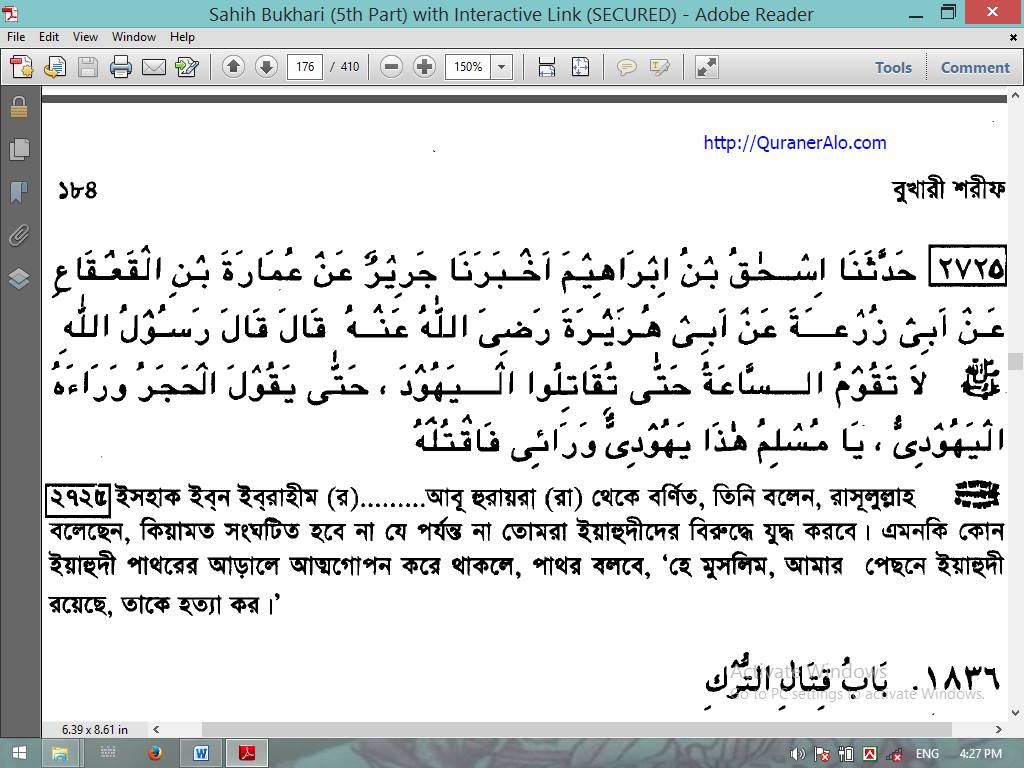 Sahih Bukhari (5th Part) with Interactive Link (SECURED) - Adobe Reader
File Edit View Window Help
176 / 410 150% Tools Comment
http://QuranerAlo.com
১৮৪ বুখারী শরীফ
٢٧٢٥ حَدَّثَنَا اِسْحٰقُ بْنُ اِبْرَاهِيْمَ اَخْبَرَنَا جَرِيْرٌ عَنْ عُمَارَةَ بْنِ الْقَعْقَاعِ
عَنْ اَبِىْ زُرْعَةَ عَنْ اَبِىْ هُرَيْرَةَ رَضِىَ اللّٰهُ عَنْهُ قَالَ قَالَ رَسُوْلُ اللّٰهِ
ﷺ لاَ تَقُوْمُ السَّاعَةُ حَتّٰى تُقَاتِلُوا الْيَهُوْدَ ، حَتّٰى يَقُوْلَ الْحَجَرُ وَرَاءَهُ
الْيَهُوْدِىُّ ، يَا مُسْلِمُ هٰذَا يَهُوْدِىٌّ وَرَائِى فَاقْتُلْهُ
২৭২৫ ইসহাক ইব্‌ন ইব্‌রাহীম (র).........আবূ হুরায়রা (রা) থেকে বর্ণিত, তিনি বলেন, রাসূলুল্লাহ ﷺ
বলেছেন, কিয়ামত সংঘটিত হবে না যে পর্যন্ত না তোমরা ইয়াহুদীদের বিরুদ্ধে যুদ্ধ করবে। এমনকি কোন
ইয়াহুদী পাথরের আড়ালে আত্মগোপন করে থাকলে, পাথর বলবে, ‘হে মুসলিম, আমার পেছনে ইয়াহুদী
রয়েছে, তাকে হত্যা কর।’
١٨٣٦. بَابُ قِتَالِ التُّرْكِ
Activate Windows
Go to PC settings to activate Windows.
6.39 x 8.61 in
ENG 4:27 PM